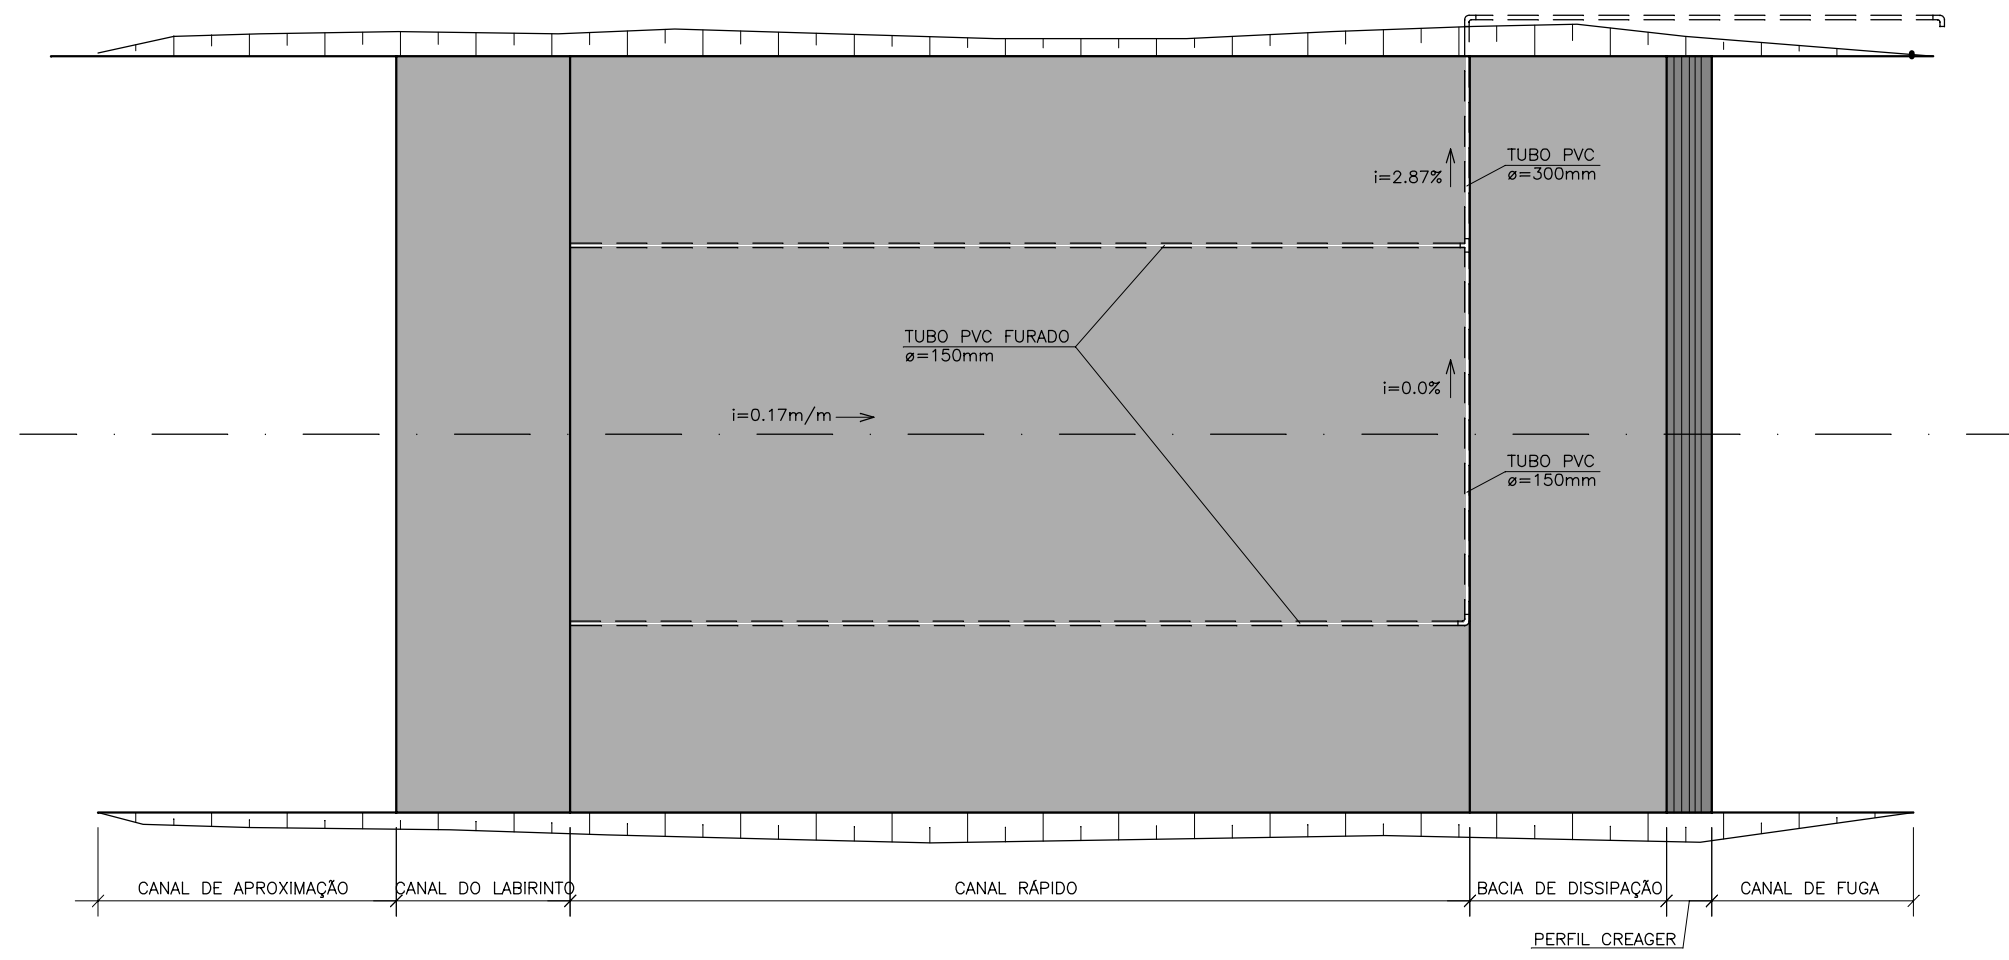 TUBO PVC
ø=300mm
i=2.87%
TUBO PVC FURADO
ø=150mm
i=0.0%
i=0.17m/m
TUBO PVC
ø=150mm
CANAL DE APROXIMAÇÃO
CANAL DO LABIRINTO
CANAL RÁPIDO
BACIA DE DISSIPAÇÃO
CANAL DE FUGA
PERFIL CREAGER